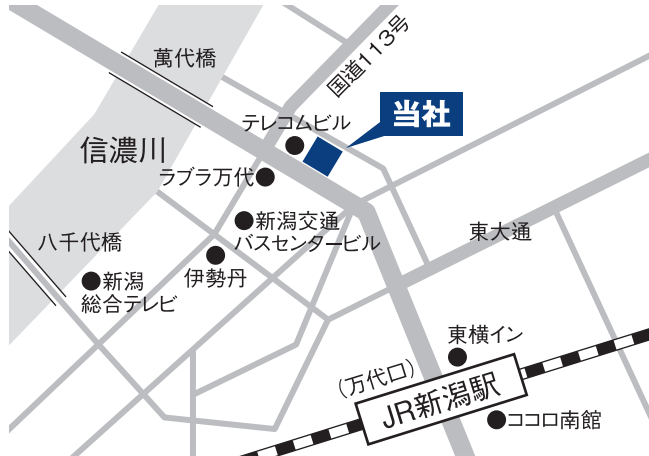 萬代橋
国道113号
当社
テレコムビル
信濃川
ラブラ万代
新潟交通
バスセンタービル
八千代橋
東大通
新潟
総合テレビ
伊勢丹
東横イン
(万代口)
JR新潟駅
ココロ南館